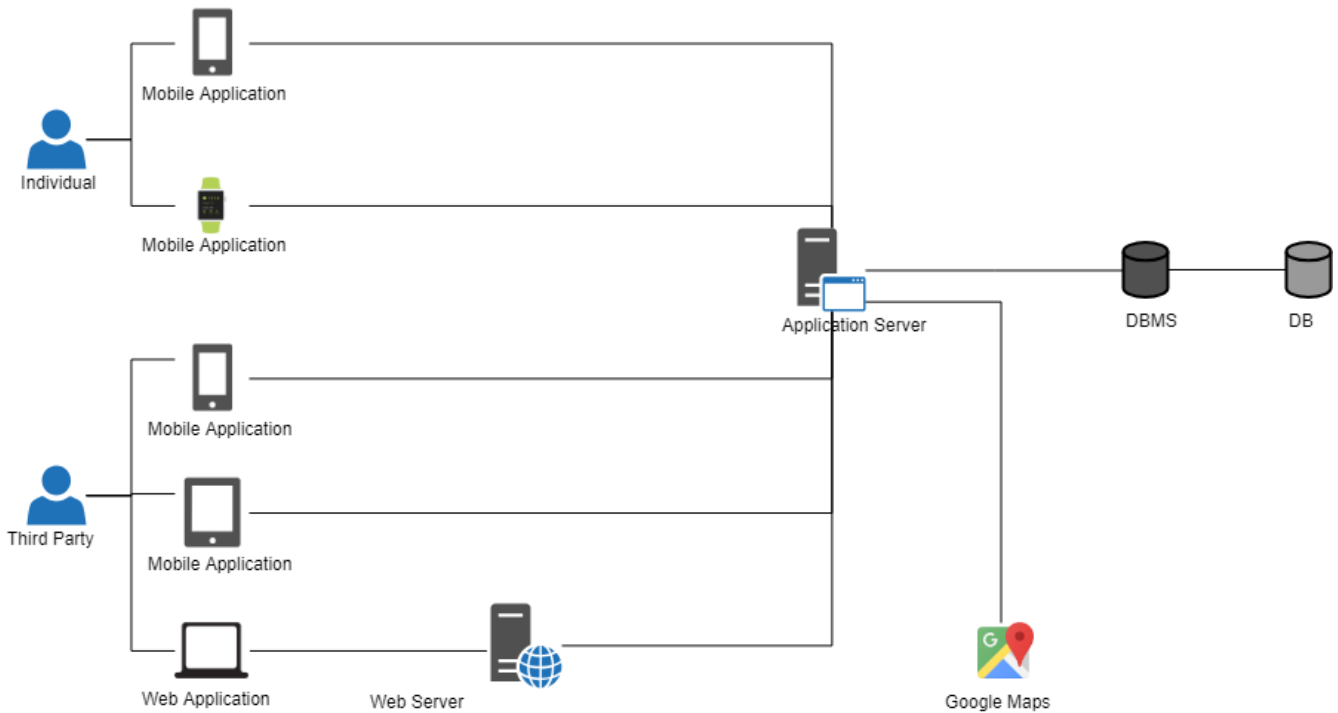 Mobile Application
Individual
Mobile Application
Application Server
DBMS
DB
Mobile Application
Third Party
Mobile Application
Web Application
Web Server
G
Google Maps